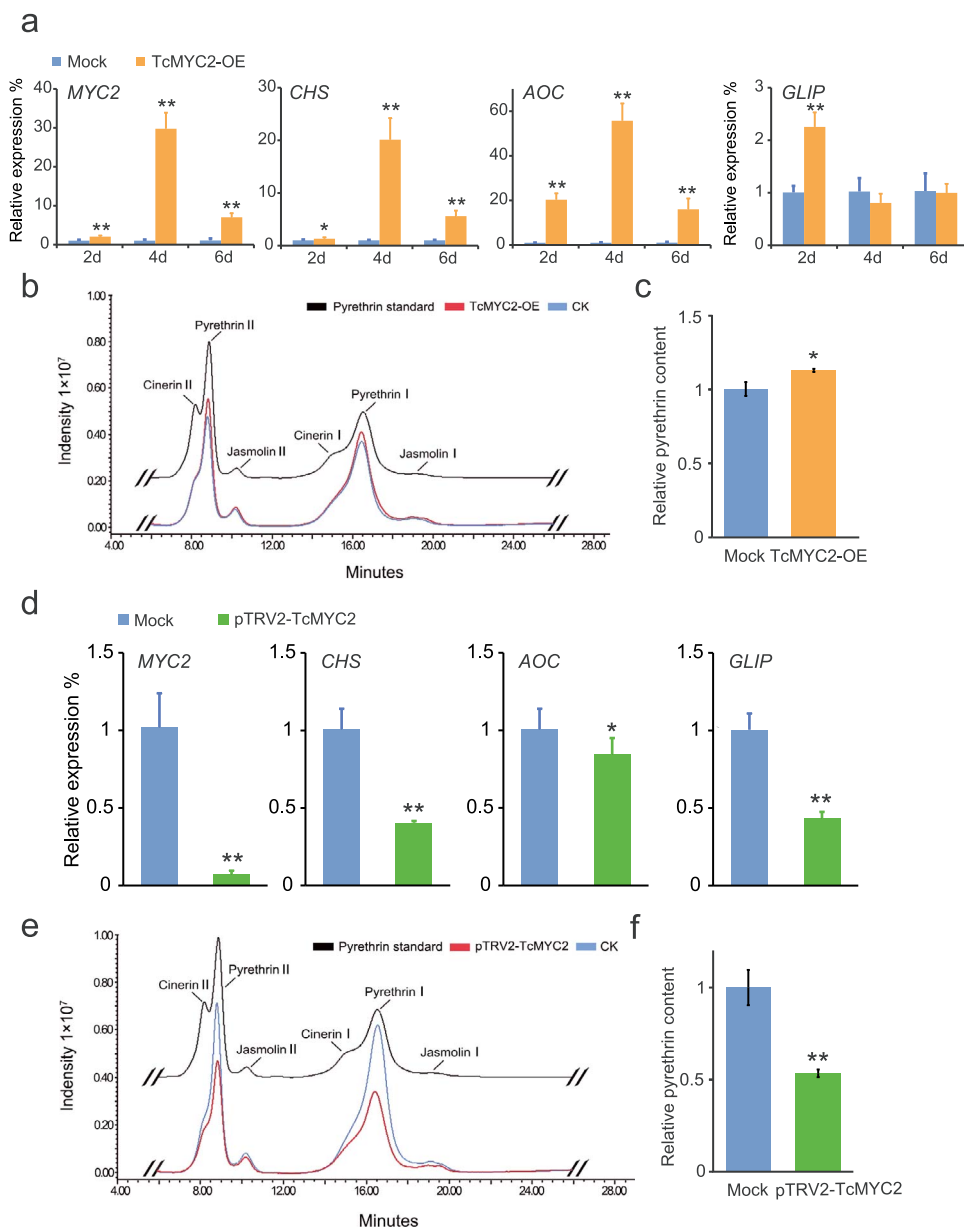 a
Mock TcMYC2-OE
Relative expression %
MYC2
40
30
20
10
0
** ** **
2d 4d 6d
CHS
30
20
10
0
* ** **
2d 4d 6d
AOC
60
40
20
0
** ** **
2d 4d 6d
GLIP
3
2
1
0
**
2d 4d 6d
b
Indensity 1×10⁷
1.00
0.80
0.60
0.40
0.20
0.00
Pyrethrin standard TcMYC2-OE CK
Pyrethrin II
Cinerin II
Jasmolin II
Pyrethrin I
Cinerin I
Jasmolin I
4.00 8.00 12.00 16.00 20.00 24.00 28.00
Minutes
c
Relative pyrethrin content
1.5
1
0.5
0
*
Mock TcMYC2-OE
d
Mock pTRV2-TcMYC2
Relative expression %
MYC2
1.5
1
0.5
0
**
CHS
1.5
1
0.5
0
**
AOC
1.5
1
0.5
0
*
GLIP
1.5
1
0.5
0
**
e
Indensity 1×10⁷
1.00
0.80
0.60
0.40
0.20
0.00
Pyrethrin standard pTRV2-TcMYC2 CK
Cinerin II
Pyrethrin II
Jasmolin II
Pyrethrin I
Cinerin I
Jasmolin I
4.00 8.00 12.00 16.00 20.00 24.00 28.00
Minutes
f
Relative pyrethrin content
1
0.5
0
**
Mock pTRV2-TcMYC2